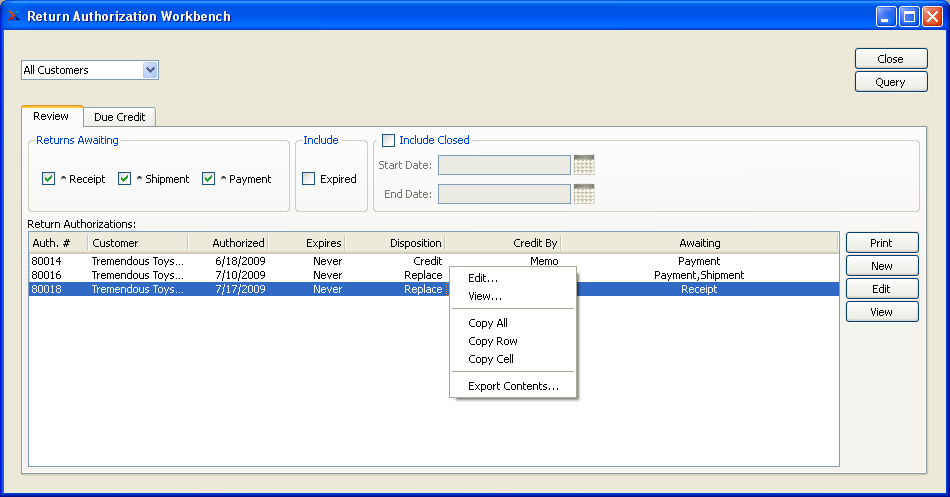 Return Authorization Workbench
All Customers
Close
Query
Review Due Credit
Returns Awaiting Include Include Closed
^ Receipt ^ Shipment ^ Payment Expired Start Date:
End Date:
Return Authorizations:
Auth. # Customer Authorized Expires Disposition Credit By Awaiting
80014 Tremendous Toys... 6/18/2009 Never Credit Memo Payment
80016 Tremendous Toys... 7/10/2009 Never Replace Payment,Shipment
80018 Tremendous Toys... 7/17/2009 Never Replace Receipt
Print
New
Edit
View
Edit...
View...
Copy All
Copy Row
Copy Cell
Export Contents...